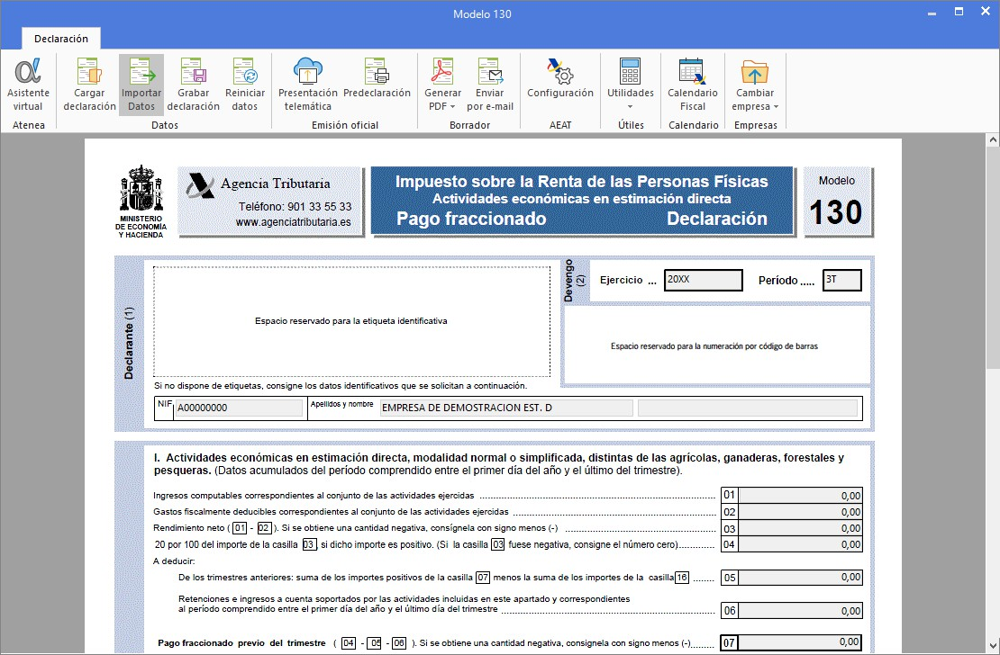 Modelo 130
Declaración
Asistente virtual
Cargar declaración
Importar Datos
Grabar declaración
Reiniciar datos
Presentación telemática
Predeclaración
Generar PDF
Enviar por e-mail
Configuración
Utilidades
Calendario Fiscal
Cambiar empresa
Atenea
Datos
Emisión oficial
Borrador
AEAT
Útiles
Calendario
Empresas
MINISTERIO
DE ECONOMÍA
Y HACIENDA
Agencia Tributaria
Teléfono: 901 33 55 33
www.agenciatributaria.es
Impuesto sobre la Renta de las Personas Físicas
Actividades económicas en estimación directa
Pago fraccionado Declaración
Modelo
130
Declarante (1)
Espacio reservado para la etiqueta identificativa
Devengo (2)
Ejercicio ... 20XX Período ..... 3T
Espacio reservado para la numeración por código de barras
Si no dispone de etiquetas, consigne los datos identificativos que se solicitan a continuación.
NIF A00000000 Apellidos y nombre EMPRESA DE DEMOSTRACION EST. D
I. Actividades económicas en estimación directa, modalidad normal o simplificada, distintas de las agrícolas, ganaderas, forestales y
pesqueras. (Datos acumulados del período comprendido entre el primer día del año y el último del trimestre).
Ingresos computables correspondientes al conjunto de las actividades ejercidas 01 0,00
Gastos fiscalmente deducibles correspondientes al conjunto de las actividades ejercidas 02 0,00
Rendimiento neto ( 01 - 02 ). Si se obtiene una cantidad negativa, consígnela con signo menos (-) 03 0,00
20 por 100 del importe de la casilla 03, si dicho importe es positivo. (Si la casilla 03 fuese negativa, consigne el número cero) 04 0,00
A deducir:
De los trimestres anteriores: suma de los importes positivos de la casilla 07 menos la suma de los importes de la casilla 16 05 0,00
Retenciones e ingresos a cuenta soportados por las actividades incluidas en este apartado y correspondientes
al período comprendido entre el primer día del año y el último día del trimestre 06 0,00
Pago fraccionado previo del trimestre ( 04 - 05 - 06 ). Si se obtiene una cantidad negativa, consignela con signo menos (-) 07 0,00